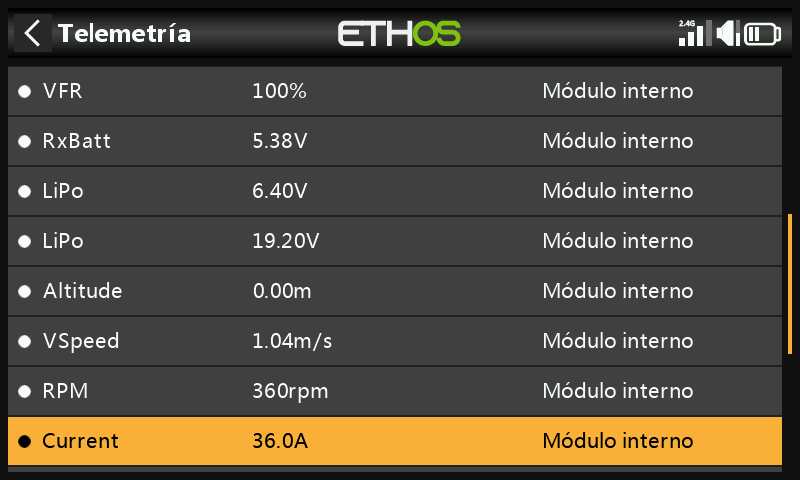 Telemetría ETHOS 2.4G
VFR 100% Módulo interno
RxBatt 5.38V Módulo interno
LiPo 6.40V Módulo interno
LiPo 19.20V Módulo interno
Altitude 0.00m Módulo interno
VSpeed 1.04m/s Módulo interno
RPM 360rpm Módulo interno
Current 36.0A Módulo interno